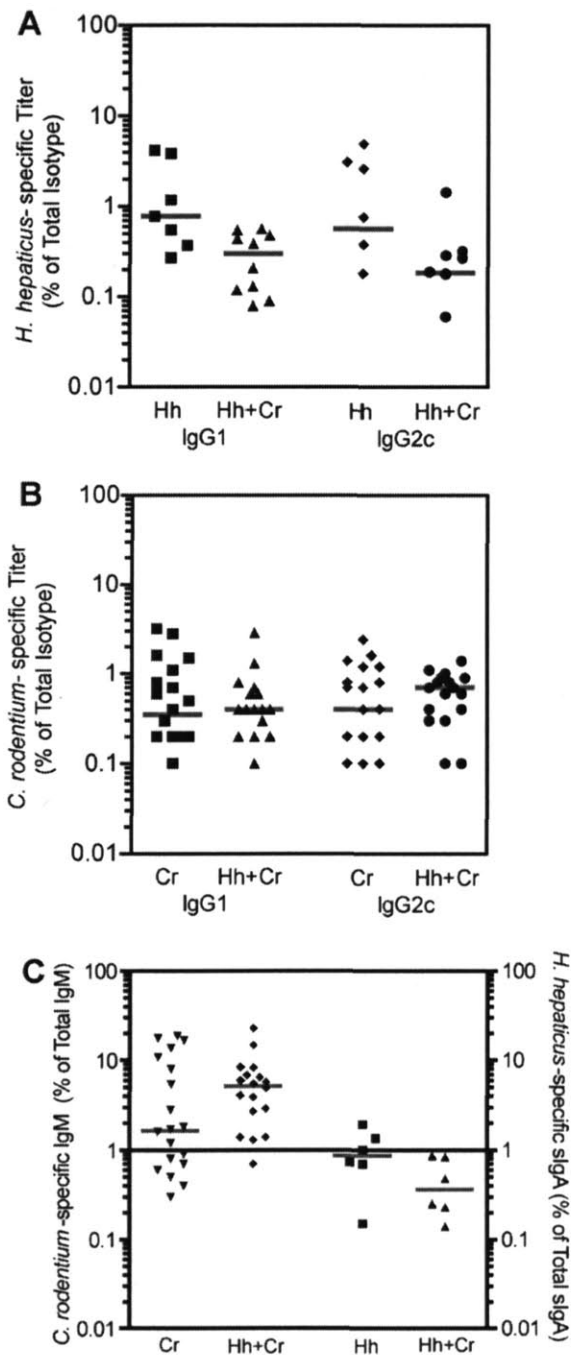 A
H. hepaticus- specific Titer
(% of Total Isotype)
100
10
1
0.1
0.01
Hh Hh+Cr Hh Hh+Cr
IgG1 IgG2c
B
C. rodentium- specific Titer
(% of Total Isotype)
100
10
1
0.1
0.01
Cr Hh+Cr Cr Hh+Cr
IgG1 IgG2c
C
C. rodentium -specific IgM (% of Total IgM)
100
10
1
0.1
0.01
100
10
1
0.1
0.01
H. hepaticus-specific sIgA (% of Total sIgA)
Cr Hh+Cr Hh Hh+Cr